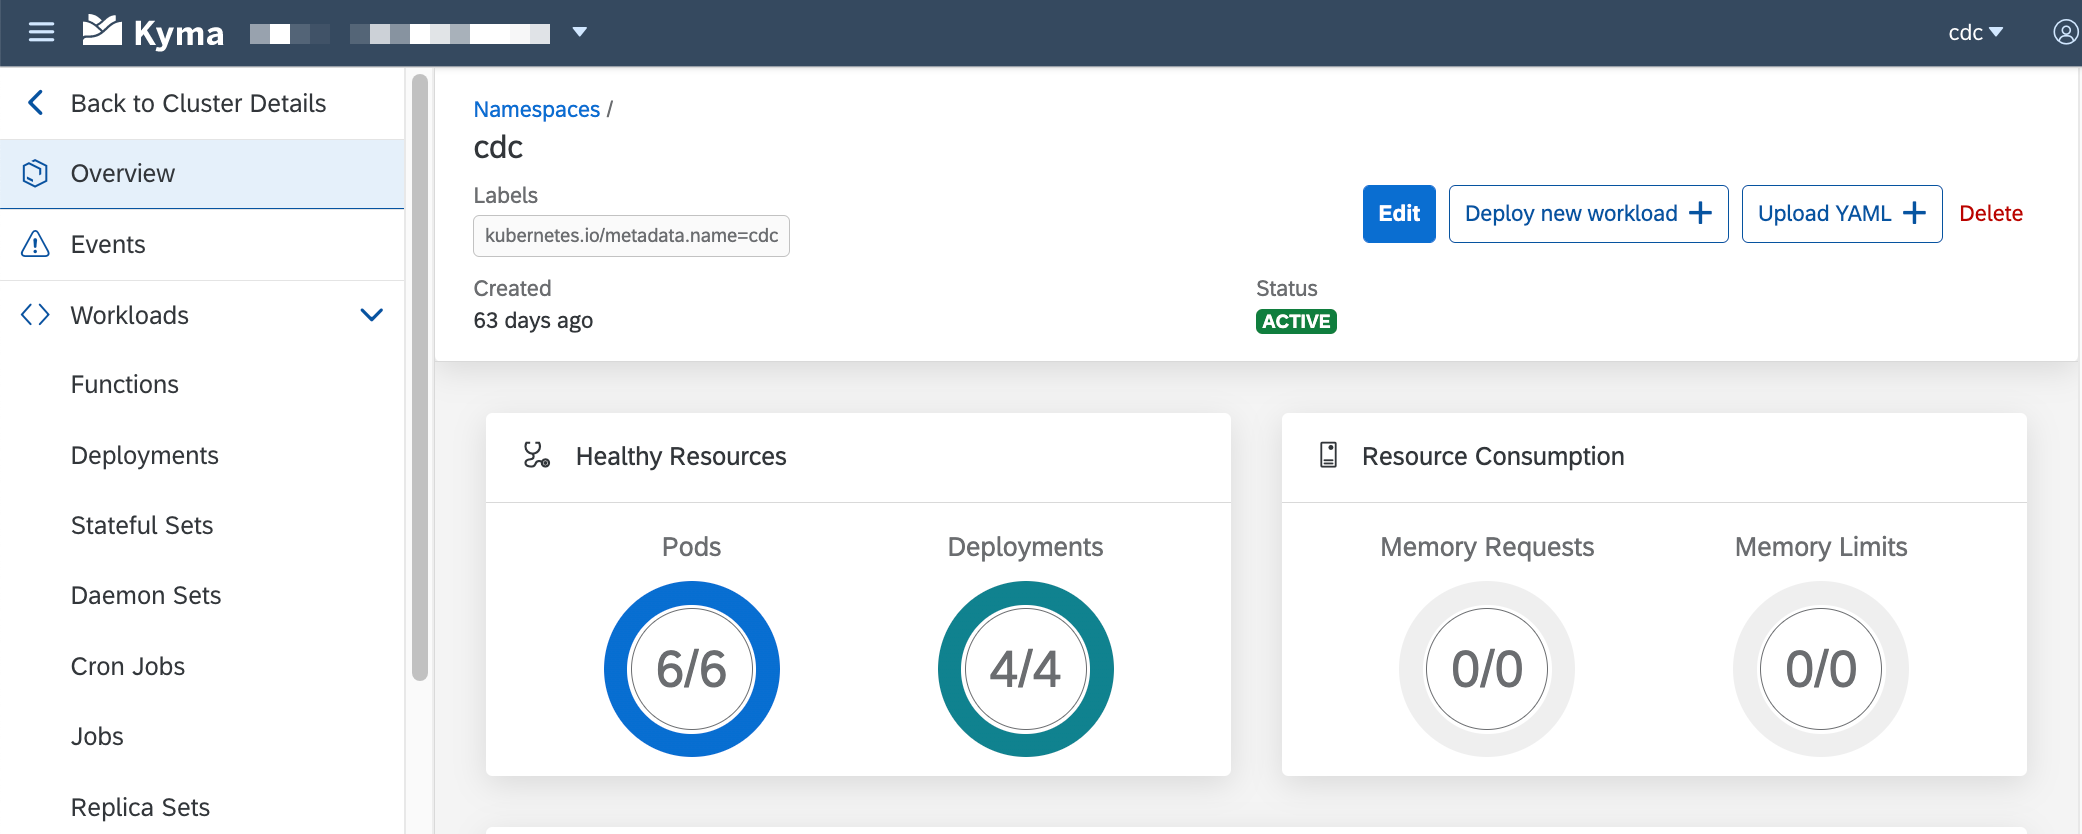 Kyma
cdc
Back to Cluster Details
Overview
Events
Workloads
Functions
Deployments
Stateful Sets
Daemon Sets
Cron Jobs
Jobs
Replica Sets
Namespaces /
cdc
Labels
kubernetes.io/metadata.name=cdc
Edit
Deploy new workload +
Upload YAML +
Delete
Created
63 days ago
Status
ACTIVE
Healthy Resources
Pods
6/6
Deployments
4/4
Resource Consumption
Memory Requests
0/0
Memory Limits
0/0